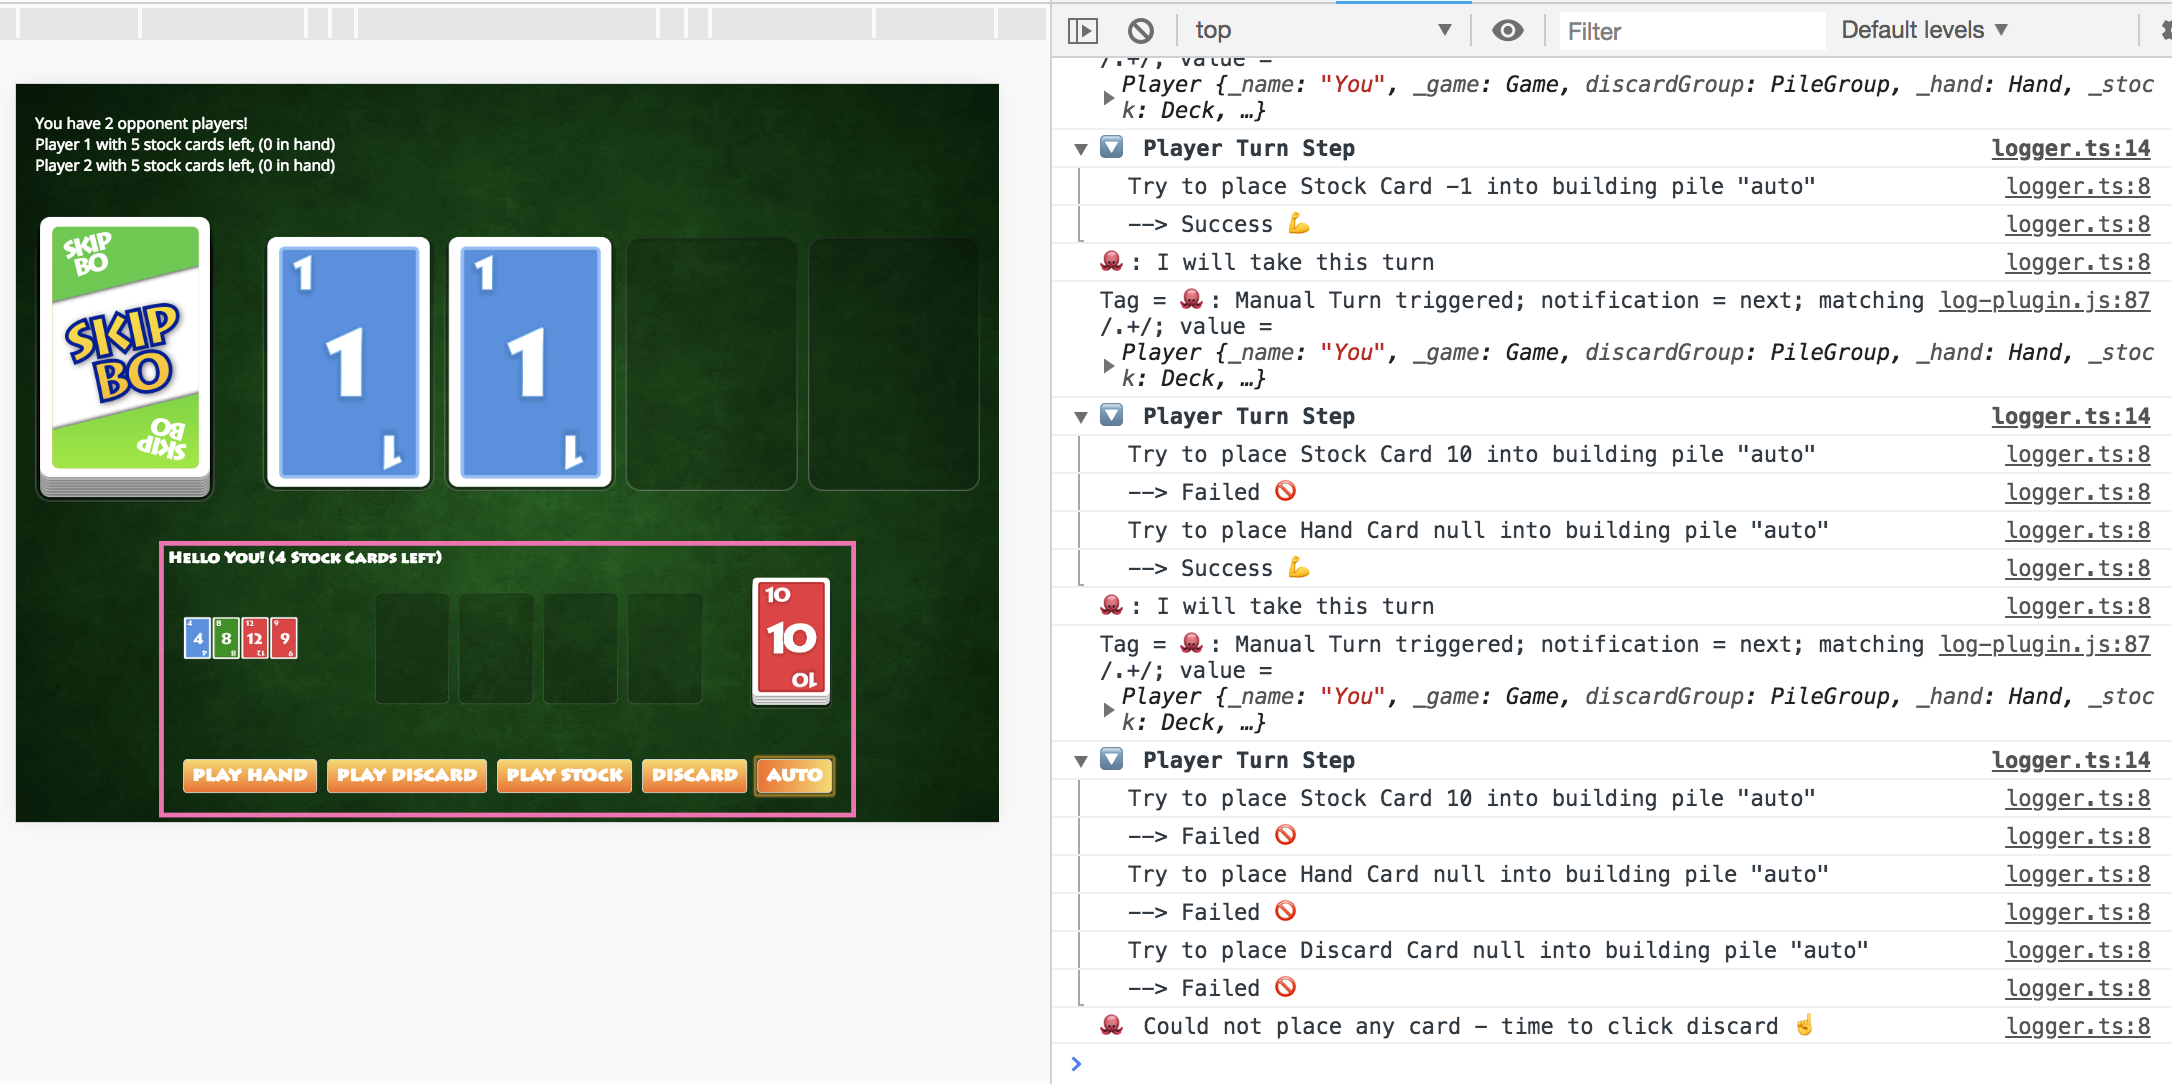 You have 2 opponent players!
Player 1 with 5 stock cards left, (0 in hand)
Player 2 with 5 stock cards left, (0 in hand)
SKIP
BO
SKIP
BO
SKIP
BO
1
1
1
1
1
1
Hello You! (4 Stock Cards left)
4
4
4
8
8
8
12
12
12
9
9
9
10
10
10
PLAY HAND
PLAY DISCARD
PLAY STOCK
DISCARD
AUTO
top
Filter
Default levels
/.+/; value =
Player {_name: "You", _game: Game, discardGroup: PileGroup, _hand: Hand, _stoc
k: Deck, …}
Player Turn Step logger.ts:14
Try to place Stock Card -1 into building pile "auto" logger.ts:8
--> Success 💪 logger.ts:8
🐙: I will take this turn logger.ts:8
Tag = 🐙: Manual Turn triggered; notification = next; matching log-plugin.js:87
/.+/; value =
Player {_name: "You", _game: Game, discardGroup: PileGroup, _hand: Hand, _stoc
k: Deck, …}
Player Turn Step logger.ts:14
Try to place Stock Card 10 into building pile "auto" logger.ts:8
--> Failed 🚫 logger.ts:8
Try to place Hand Card null into building pile "auto" logger.ts:8
--> Success 💪 logger.ts:8
🐙: I will take this turn logger.ts:8
Tag = 🐙: Manual Turn triggered; notification = next; matching log-plugin.js:87
/.+/; value =
Player {_name: "You", _game: Game, discardGroup: PileGroup, _hand: Hand, _stoc
k: Deck, …}
Player Turn Step logger.ts:14
Try to place Stock Card 10 into building pile "auto" logger.ts:8
--> Failed 🚫 logger.ts:8
Try to place Hand Card null into building pile "auto" logger.ts:8
--> Failed 🚫 logger.ts:8
Try to place Discard Card null into building pile "auto" logger.ts:8
--> Failed 🚫 logger.ts:8
🐙 Could not place any card - time to click discard ☝ logger.ts:8